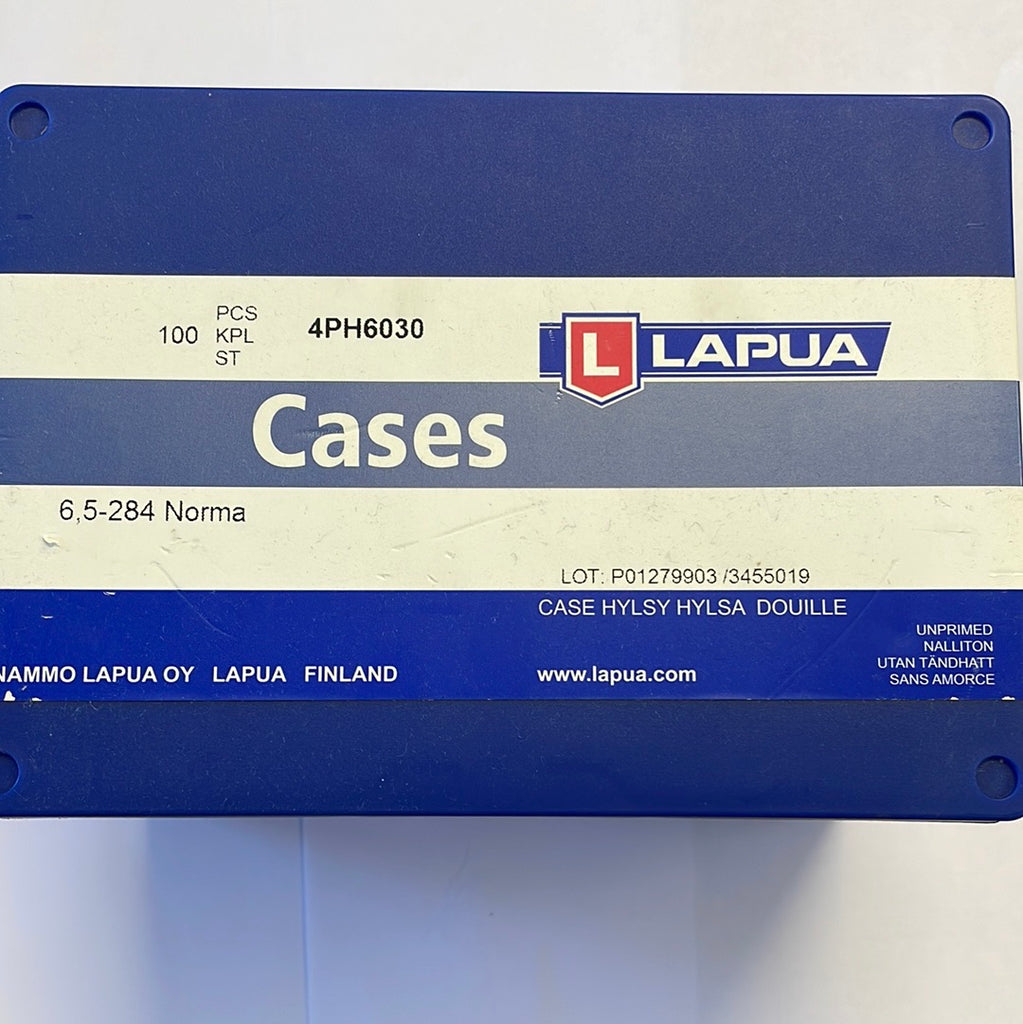 100 PCS KPL ST 4PH6030
L LAPUA
Cases
6,5-284 Norma
LOT: P01279903 /3455019
CASE HYLSY HYLSA DOUILLE
UNPRIMED
NALLITON
UTAN TÄNDHATT
SANS AMORCE
NAMMO LAPUA OY LAPUA FINLAND
www.lapua.com